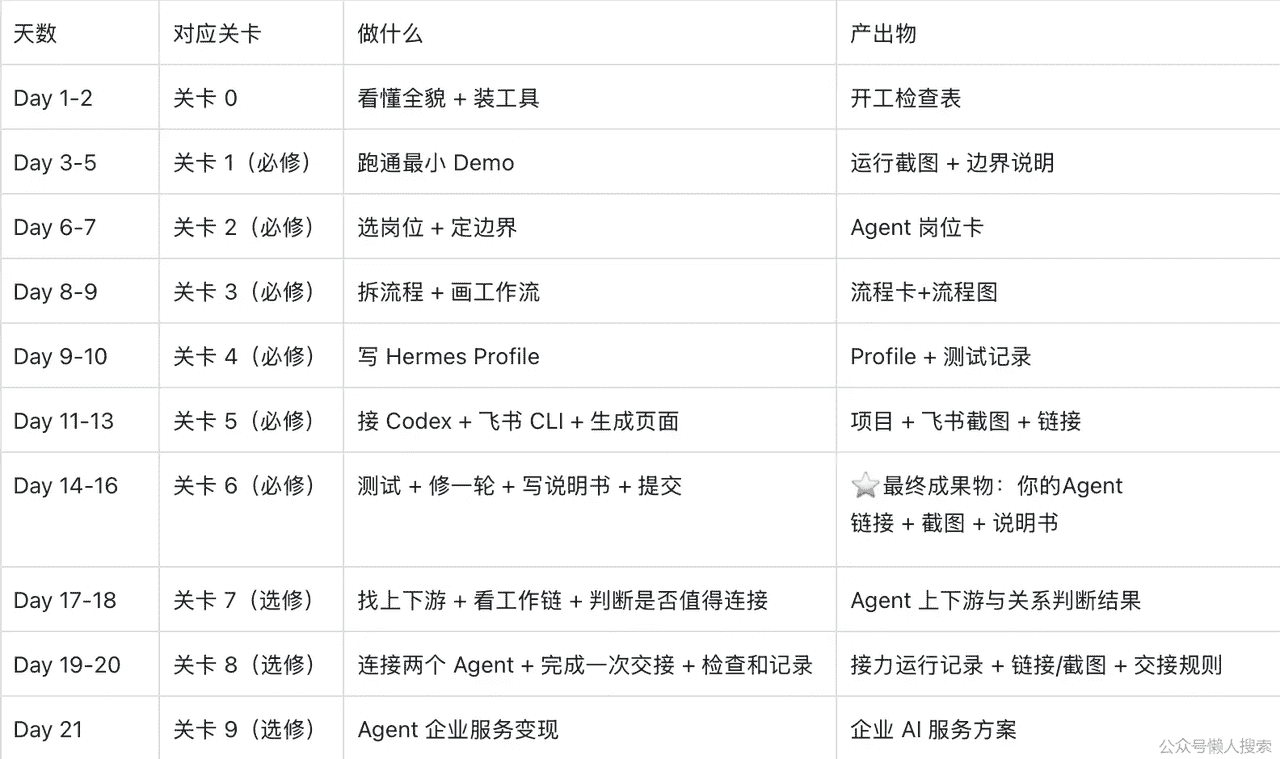 天数 对应关卡 做什么 产出物
Day 1-2 关卡 0 看懂全貌 + 装工具 开工检查表
Day 3-5 关卡 1（必修） 跑通最小 Demo 运行截图 + 边界说明
Day 6-7 关卡 2（必修） 选岗位 + 定边界 Agent 岗位卡
Day 8-9 关卡 3（必修） 拆流程 + 画工作流 流程卡+流程图
Day 9-10 关卡 4（必修） 写 Hermes Profile Profile + 测试记录
Day 11-13 关卡 5（必修） 接 Codex + 飞书 CLI + 生成页面 项目 + 飞书截图 + 链接
Day 14-16 关卡 6（必修） 测试 + 修一轮 + 写说明书 + 提交 ⭐最终成果物：你的Agent
链接 + 截图 + 说明书
Day 17-18 关卡 7（选修） 找上下游 + 看工作链 + 判断是否值得连接 Agent 上下游与关系判断结果
Day 19-20 关卡 8（选修） 连接两个 Agent + 完成一次交接 + 检查和记录 接力运行记录 + 链接/截图 + 交接规则
Day 21 关卡 9（选修） Agent 企业服务变现 企业 AI 服务方案
公众号懒人搜索